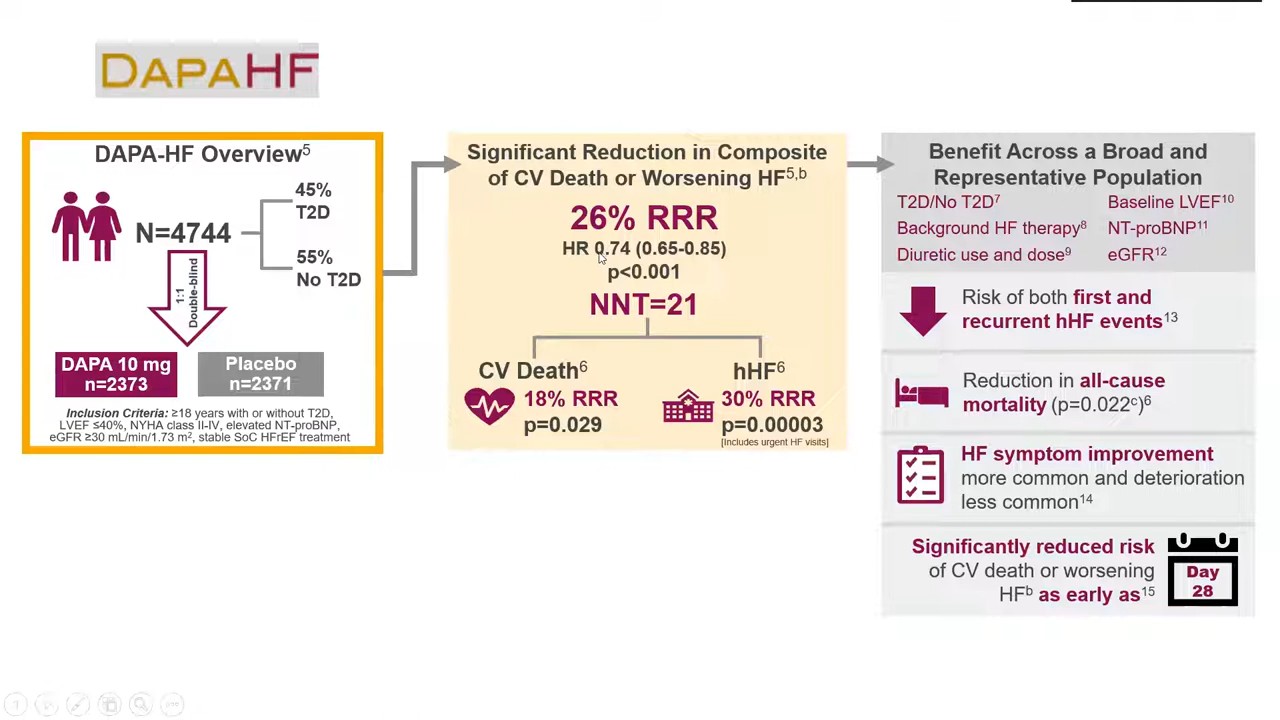 DAPAHF
DAPA-HF Overview5
N=4744
45%
T2D
55%
No T2D
1:1
Double-blind
DAPA 10 mg
n=2373
Placebo
n=2371
Inclusion Criteria: ≥18 years with or without T2D,
LVEF ≤40%, NYHA class II-IV, elevated NT-proBNP,
eGFR ≥30 mL/min/1.73 m², stable SoC HFrEF treatment
Significant Reduction in Composite
of CV Death or Worsening HF5,b
26% RRR
HR 0.74 (0.65-0.85)
p<0.001
NNT=21
CV Death6
18% RRR
p=0.029
hHF6
30% RRR
p=0.00003
[Includes urgent HF visits]
Benefit Across a Broad and
Representative Population
T2D/No T2D7
Background HF therapy8
Diuretic use and dose9
Baseline LVEF10
NT-proBNP11
eGFR12
Risk of both first and
recurrent hHF events13
Reduction in all-cause
mortality (p=0.022c)6
HF symptom improvement
more common and deterioration
less common14
Significantly reduced risk
of CV death or worsening
HFb as early as15
Day
28